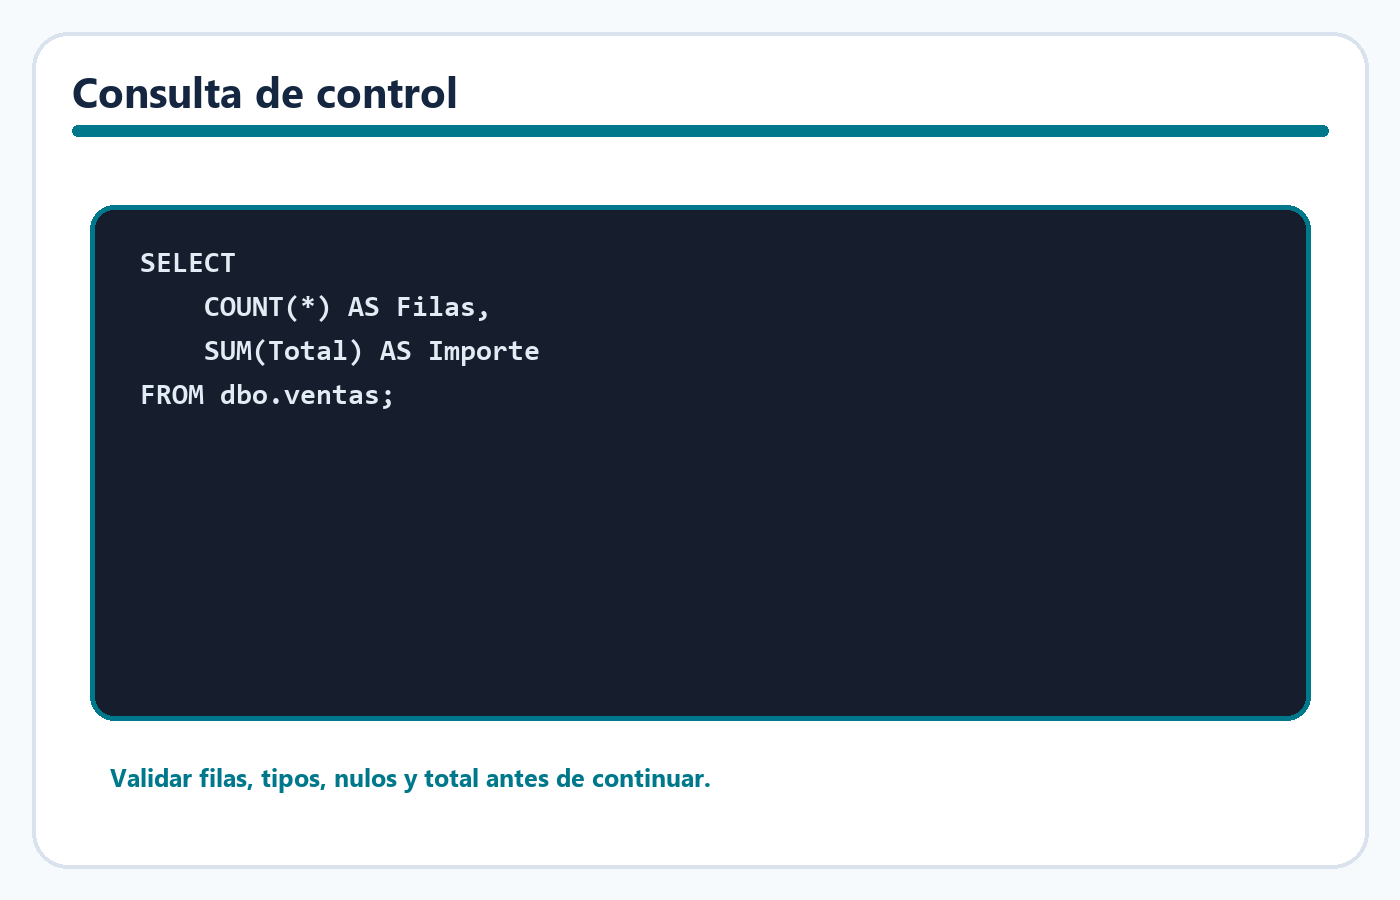 Consulta de control
SELECT
    COUNT(*) AS Filas,
    SUM(Total) AS Importe
FROM dbo.ventas;
Validar filas, tipos, nulos y total antes de continuar.